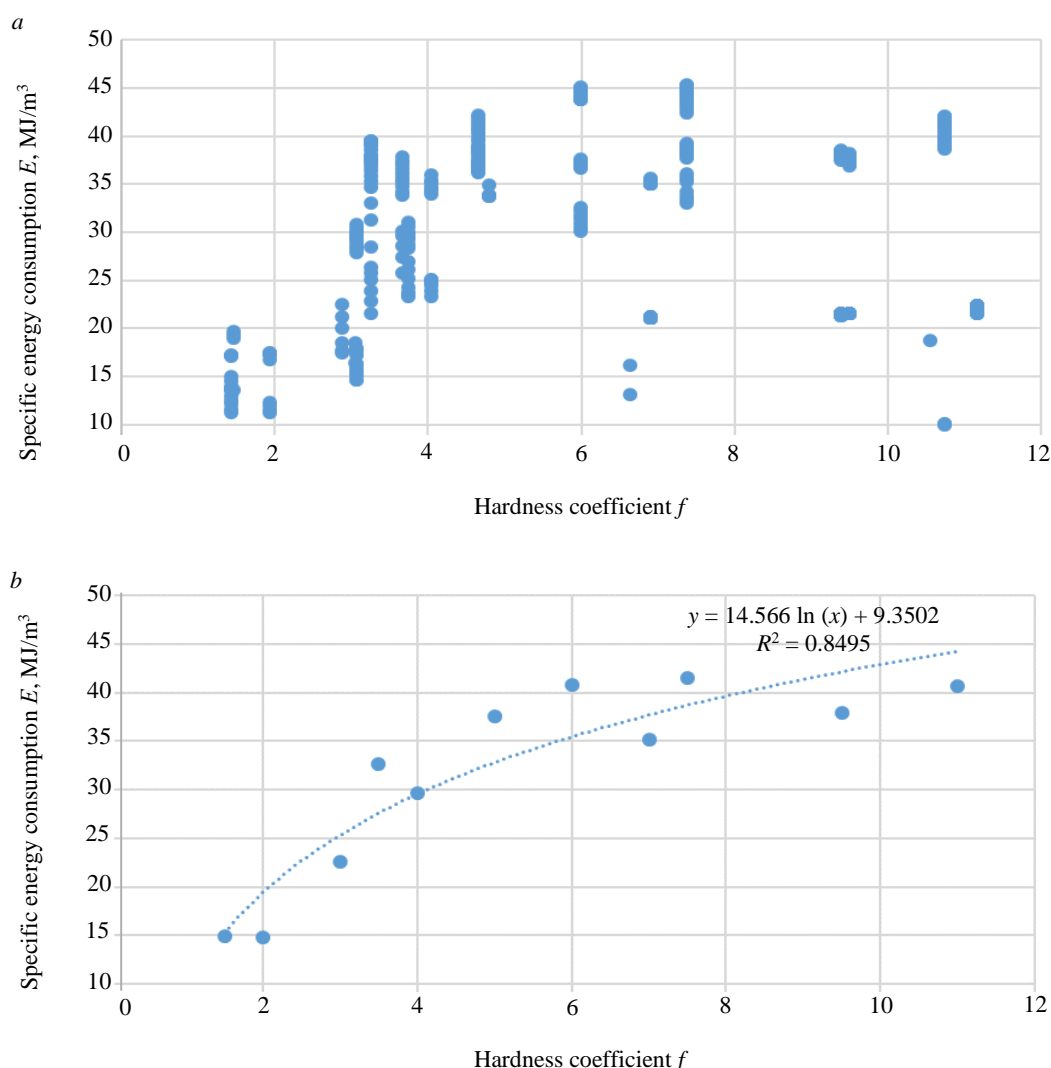 a
Specific energy consumption E, MJ/m³
50
45
40
35
30
25
20
15
10
0 2 4 6 8 10 12
Hardness coefficient f
b
Specific energy consumption E, MJ/m³
50
45
40
35
30
25
20
15
10
y = 14.566 ln (x) + 9.3502
R² = 0.8495
0 2 4 6 8 10 12
Hardness coefficient f